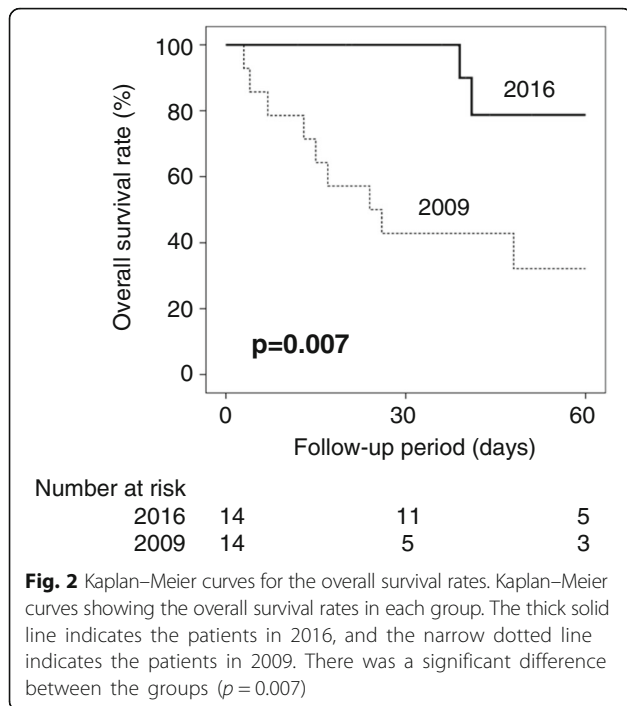 100
80
60
40
20
0
Overall survival rate (%)
2016
2009
p=0.007
0 30 60
Follow-up period (days)
Number at risk
2016 14 11 5
2009 14 5 3
Fig. 2 Kaplan–Meier curves for the overall survival rates. Kaplan–Meier
curves showing the overall survival rates in each group. The thick solid
line indicates the patients in 2016, and the narrow dotted line
indicates the patients in 2009. There was a significant difference
between the groups (p = 0.007)